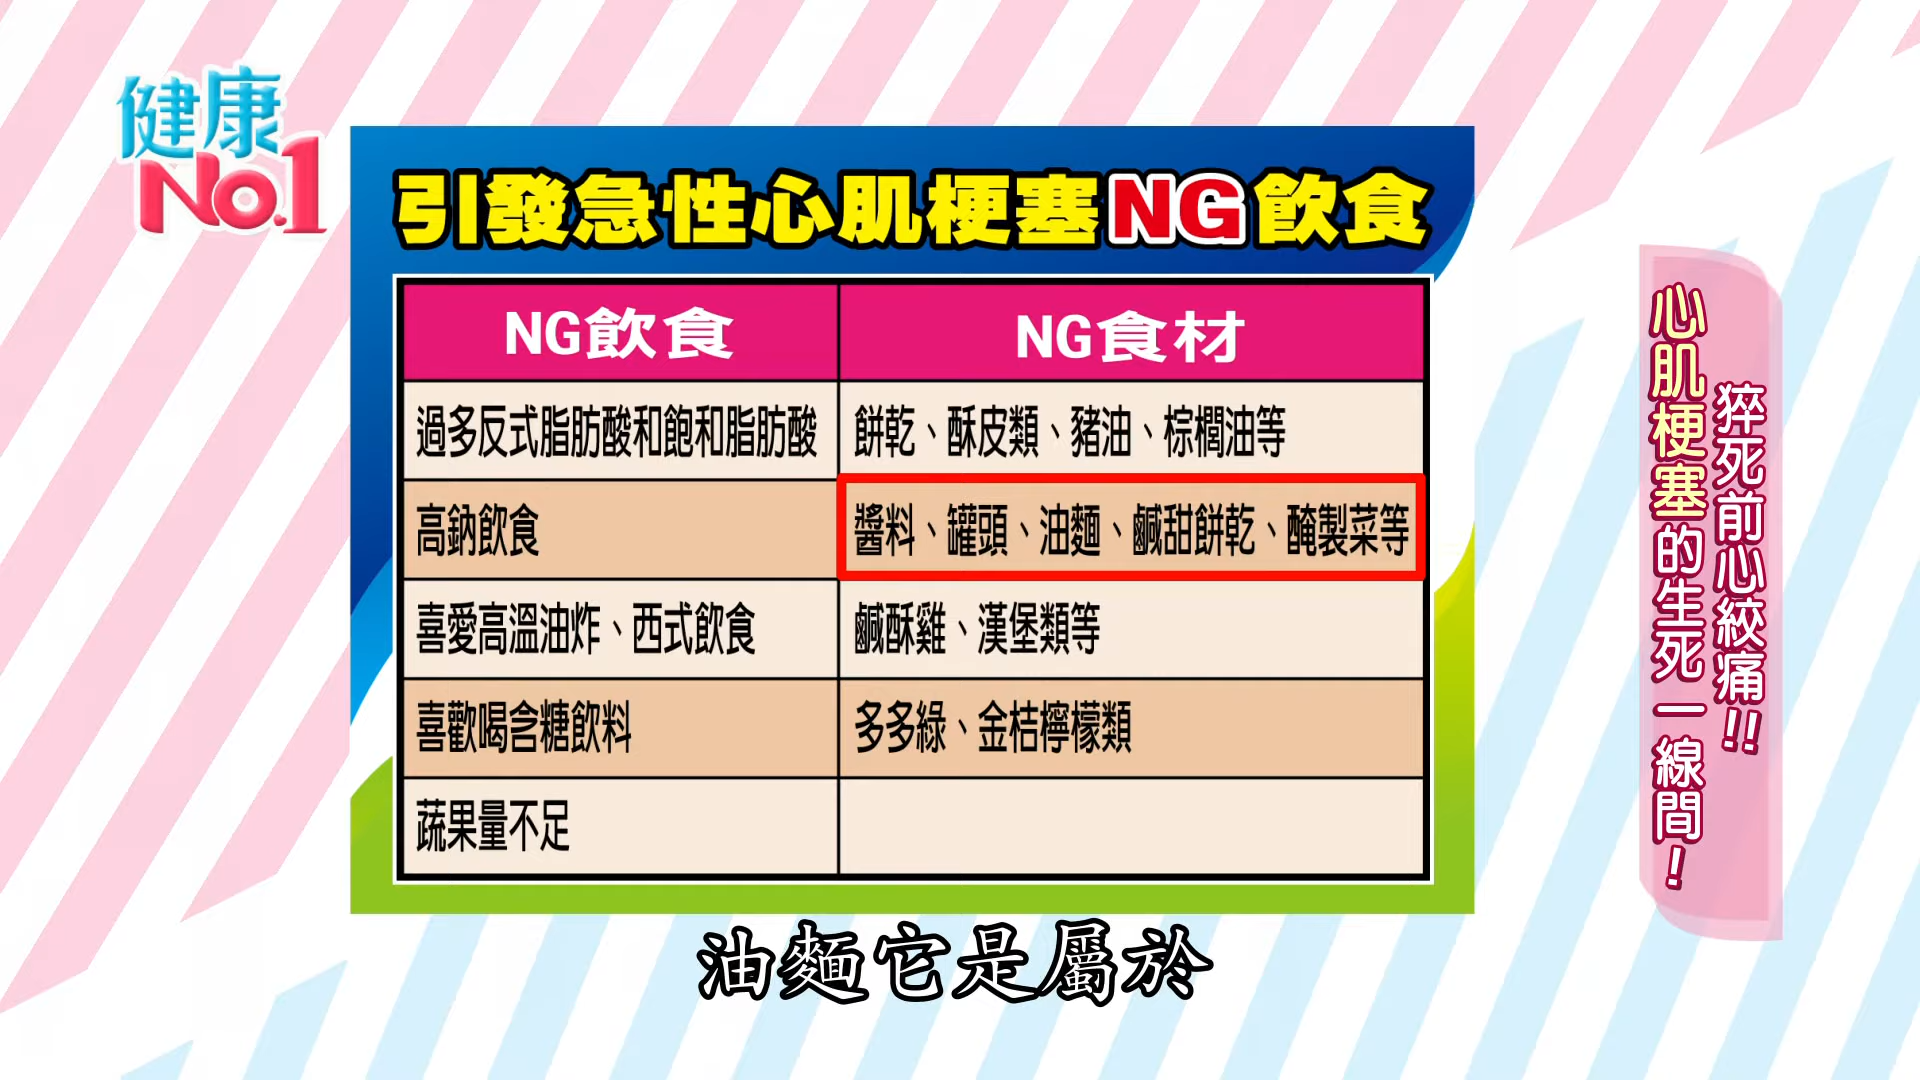 健康
No.1
引發急性心肌梗塞NG飲食
NG飲食
NG食材
過多反式脂肪酸和飽和脂肪酸
餅乾、酥皮類、豬油、棕櫚油等
高鈉飲食
醬料、罐頭、油麵、鹹甜餅乾、醃製菜等
喜愛高溫油炸、西式飲食
鹹酥雞、漢堡類等
喜歡喝含糖飲料
多多綠、金桔檸檬類
蔬果量不足
猝死前心絞痛!!
心肌梗塞的生死一線間!
油麵它是屬於